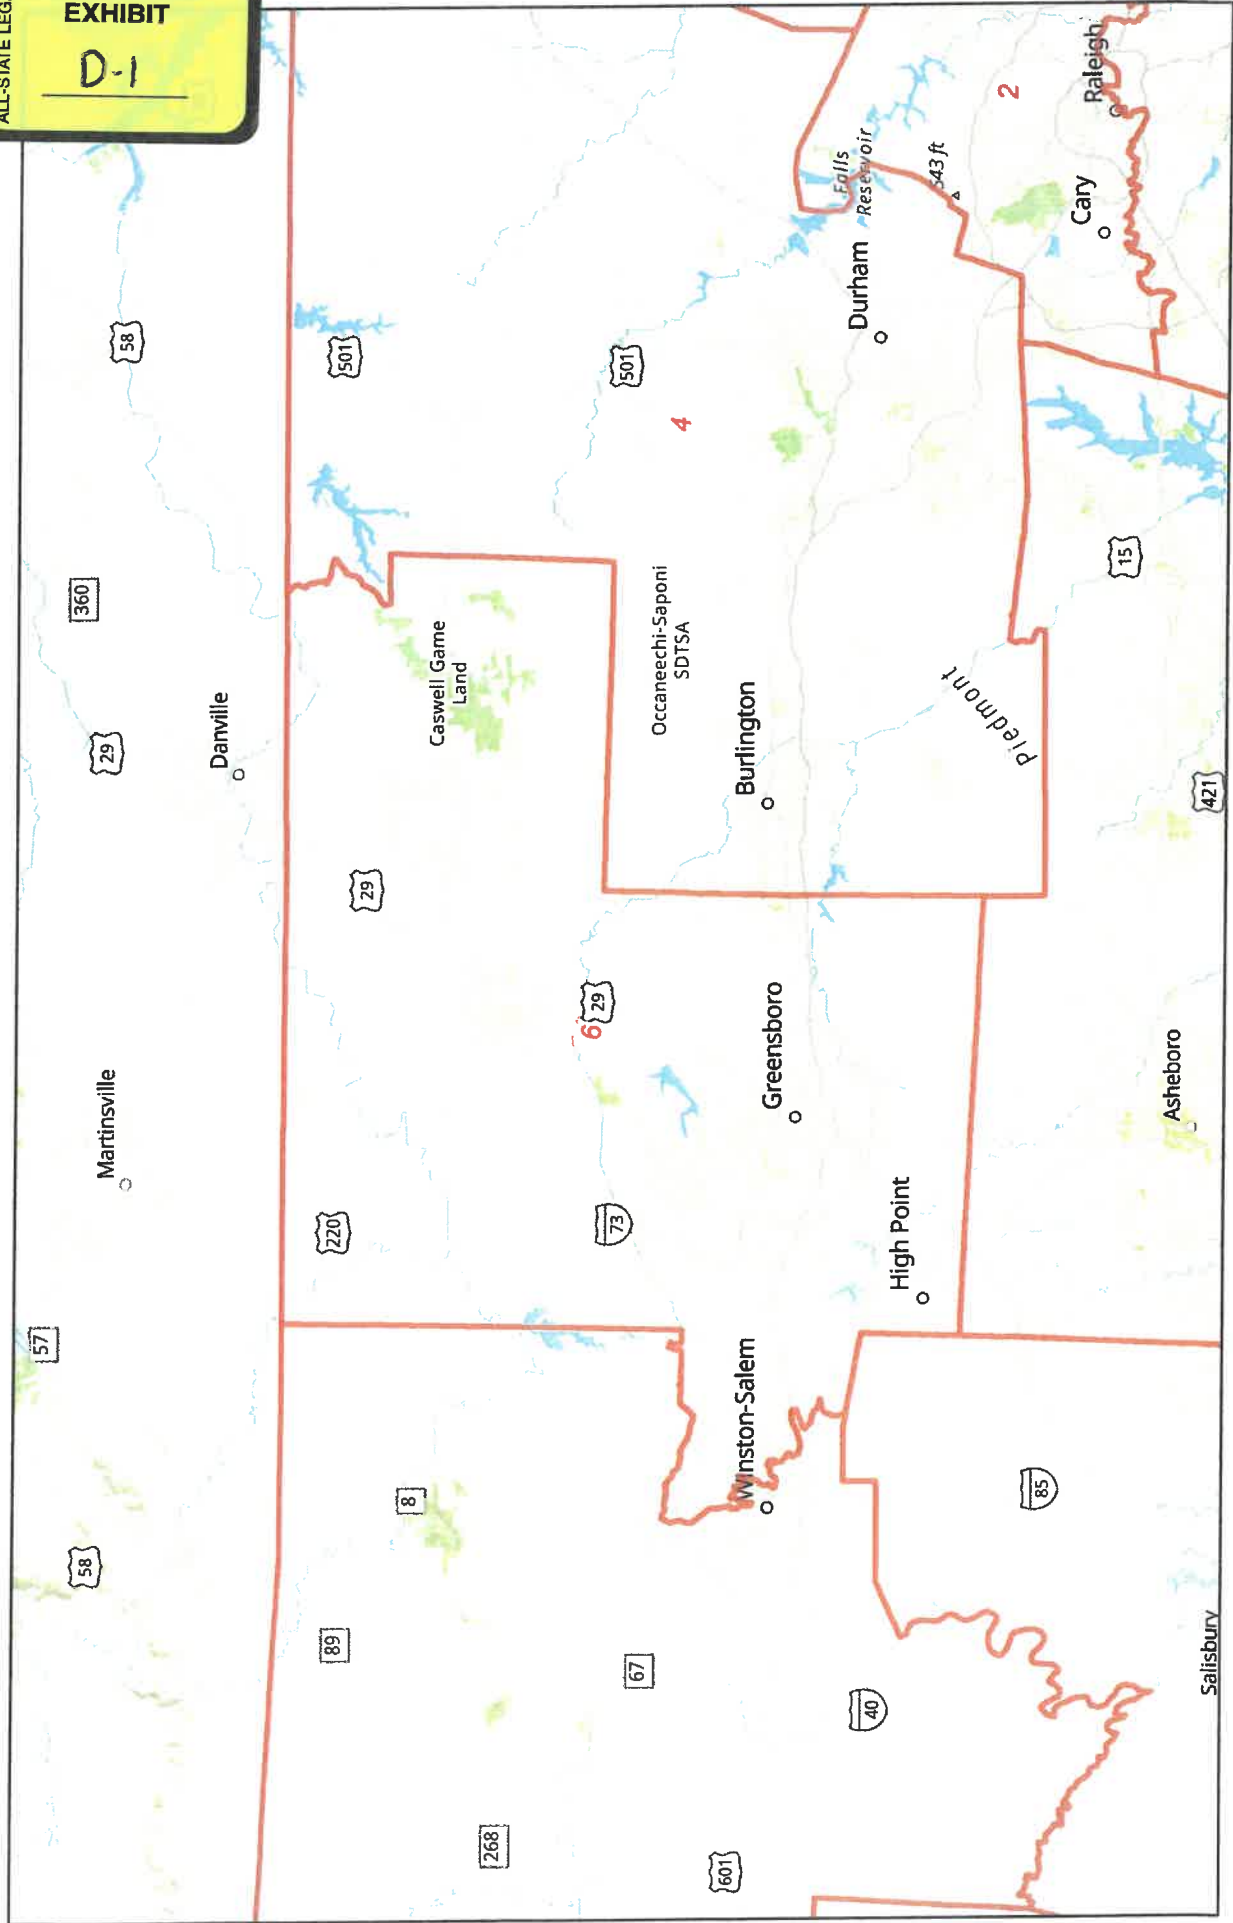 ALL-STATE LEG
EXHIBIT
D-1
57
58
Martinsville
29
360
58
Danville
89
8
220
29
501
Caswell Game
Land
268
67
73
6
29
501
4
Occaneechi-Saponi
SDTSA
601
Winston-Salem
Greensboro
Burlington
Durham
Falls
Reservoir
40
High Point
543 ft
2
Piedmont
85
Cary
Raleigh
15
Salisbury
Asheboro
421